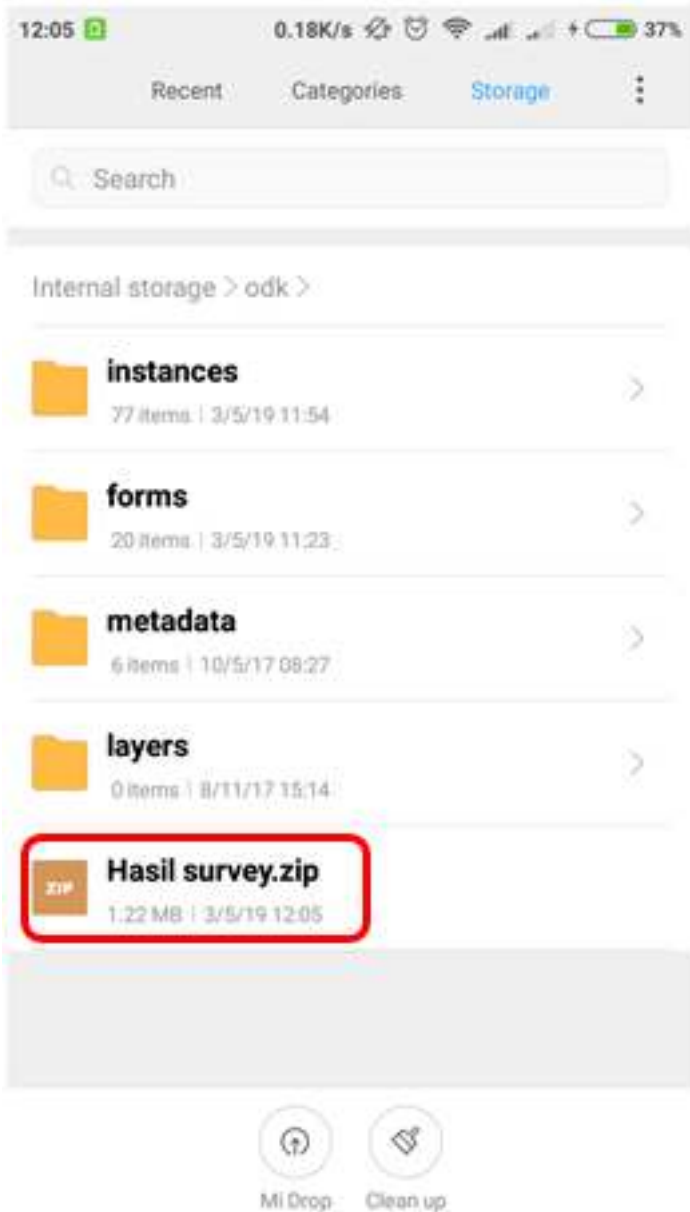 12:05 0.18K/s 37%
Recent Categories Storage
Search
Internal storage > odk >
instances
77 items | 3/5/19 11:54
forms
20 items | 3/5/19 11:23
metadata
6 items | 10/5/17 08:27
layers
0 items | 8/11/17 15:14
ZIP
Hasil survey.zip
1.22 MB | 3/5/19 12:05
Mi Drop Clean up